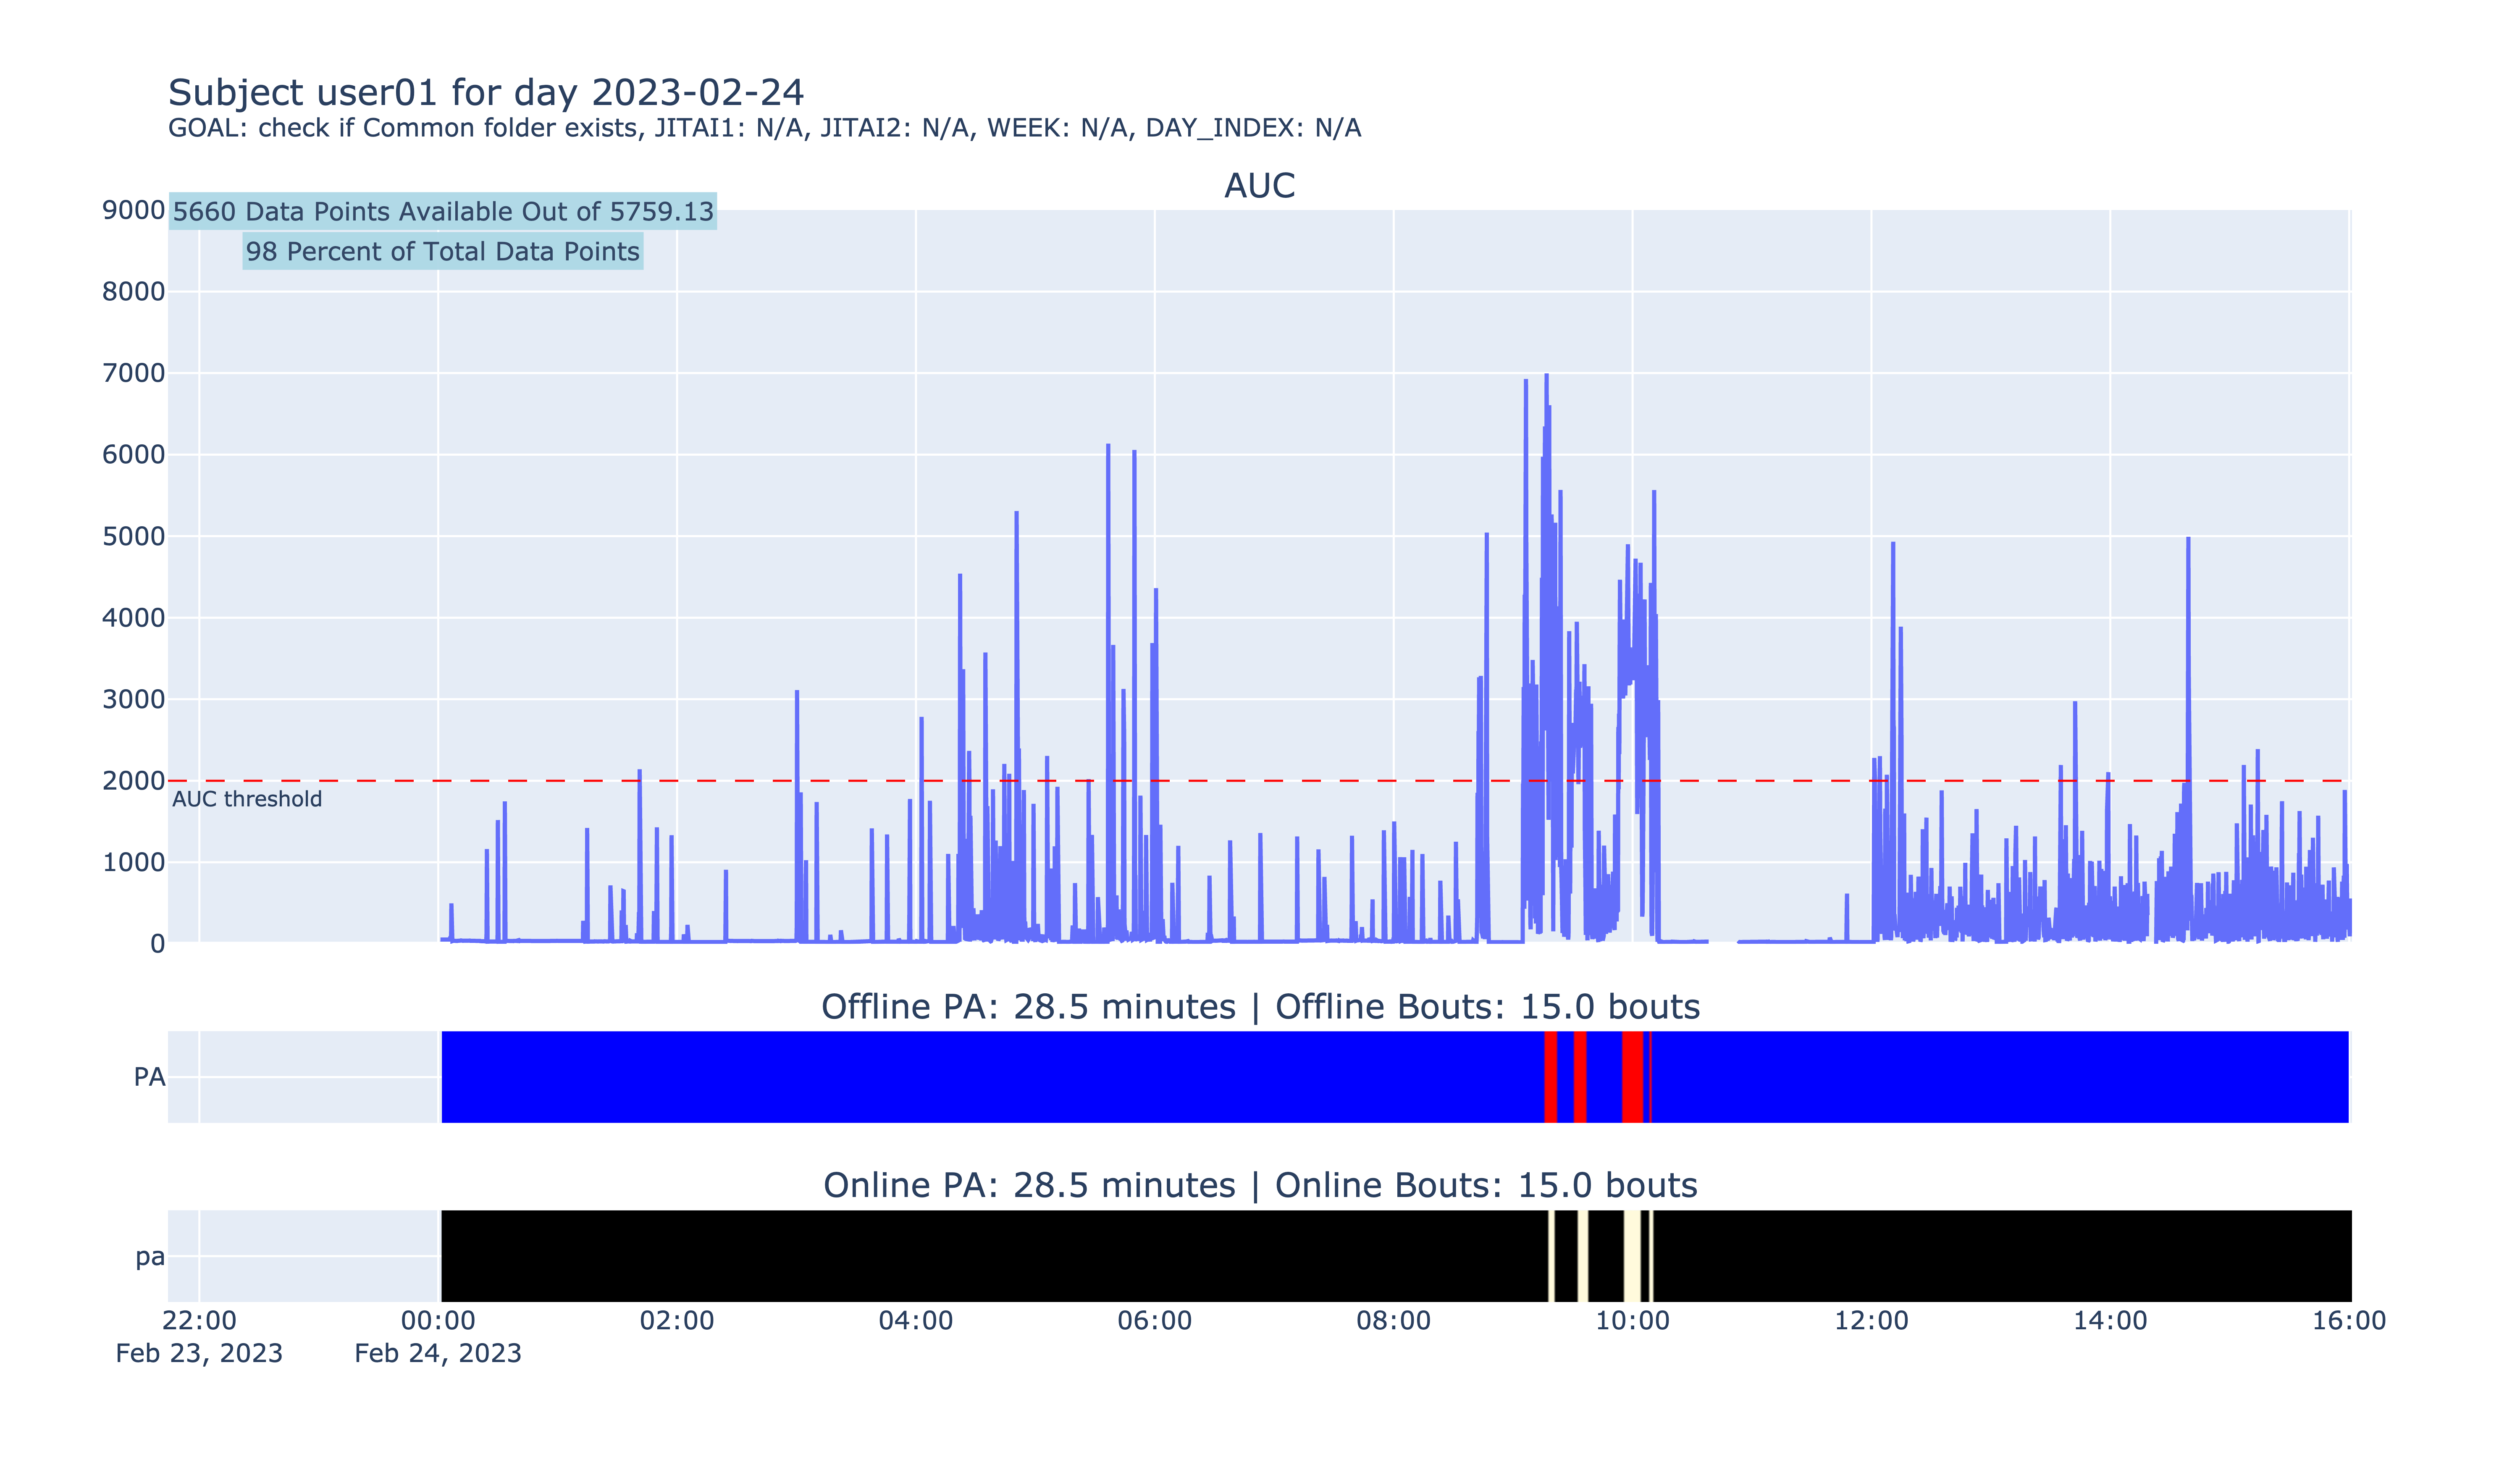 Subject user01 for day 2023-02-24
GOAL: check if Common folder exists, JITAI1: N/A, JITAI2: N/A, WEEK: N/A, DAY_INDEX: N/A
AUC
5660 Data Points Available Out of 5759.13
98 Percent of Total Data Points
9000
8000
7000
6000
5000
4000
3000
2000
AUC threshold
1000
0
Offline PA: 28.5 minutes | Offline Bouts: 15.0 bouts
PA
Online PA: 28.5 minutes | Online Bouts: 15.0 bouts
pa
22:00 00:00 02:00 04:00 06:00 08:00 10:00 12:00 14:00 16:00
Feb 23, 2023 Feb 24, 2023